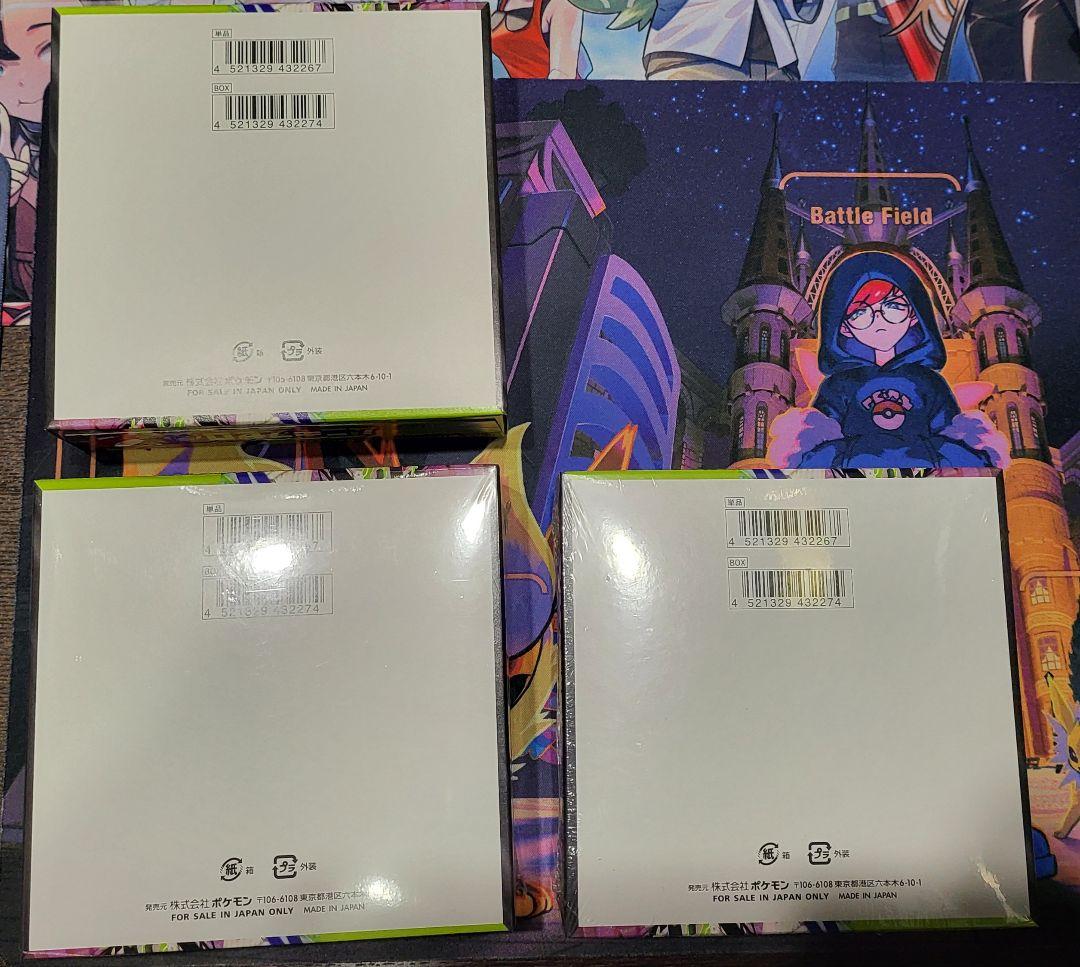 単品
4 521329 432267
BOX
4 521329 432274
Battle Field
紙 箱 プラ 外装
発売元 株式会社ポケモン 〒106-6108 東京都港区六本木6-10-1
FOR SALE IN JAPAN ONLY MADE IN JAPAN
単品
4 7
BOX
4 521329 432274
紙 箱 プラ 外装
発売元 株式会社ポケモン 〒106-6108 東京都港区六本木6-10-1
FOR SALE IN JAPAN ONLY MADE IN JAPAN
単品
4 521329 432267
BOX
4 521329 432274
紙 箱 プラ 外装
発売元 株式会社ポケモン 〒106-6108 東京都港区六本木6-10-1
FOR SALE IN JAPAN ONLY MADE IN JAPAN